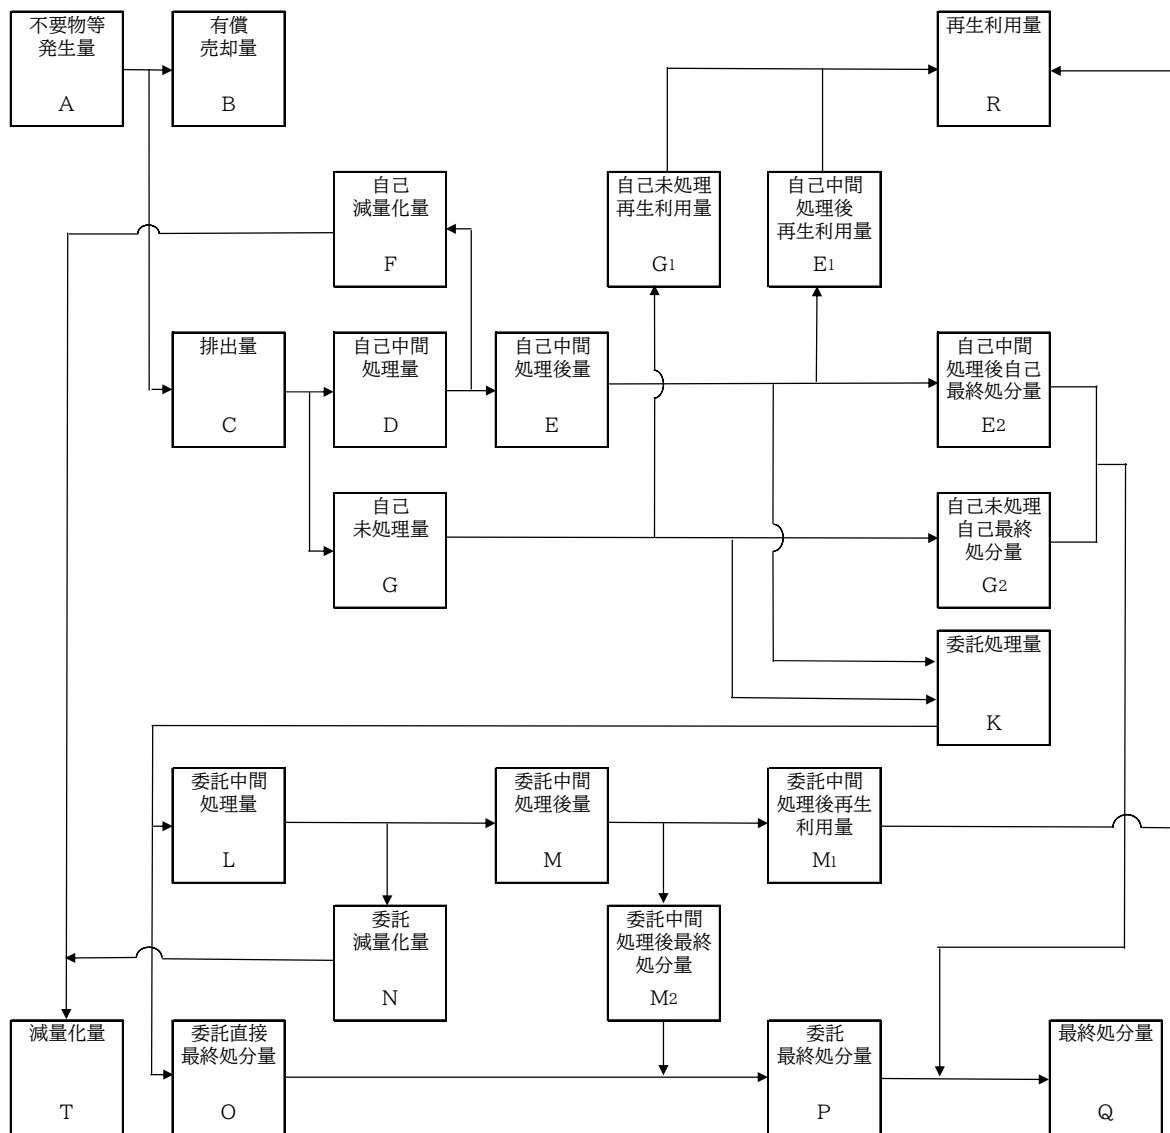 不要物等
発生量
A
有償
売却量
B
再生利用量
R
自己
減量化量
F
自己未処理
再生利用量
G1
自己中間
処理後
再生利用量
E1
排出量
C
自己中間
処理量
D
自己中間
処理後量
E
自己中間
処理後自己
最終処分量
E2
自己
未処理量
G
自己未処理
自己最終
処分量
G2
委託処理量
K
委託中間
処理量
L
委託中間
処理後量
M
委託中間
処理後再生
利用量
M1
委託
減量化量
N
委託中間
処理後最終
処分量
M2
減量化量
T
委託直接
最終処分量
O
委託
最終処分量
P
最終処分量
Q